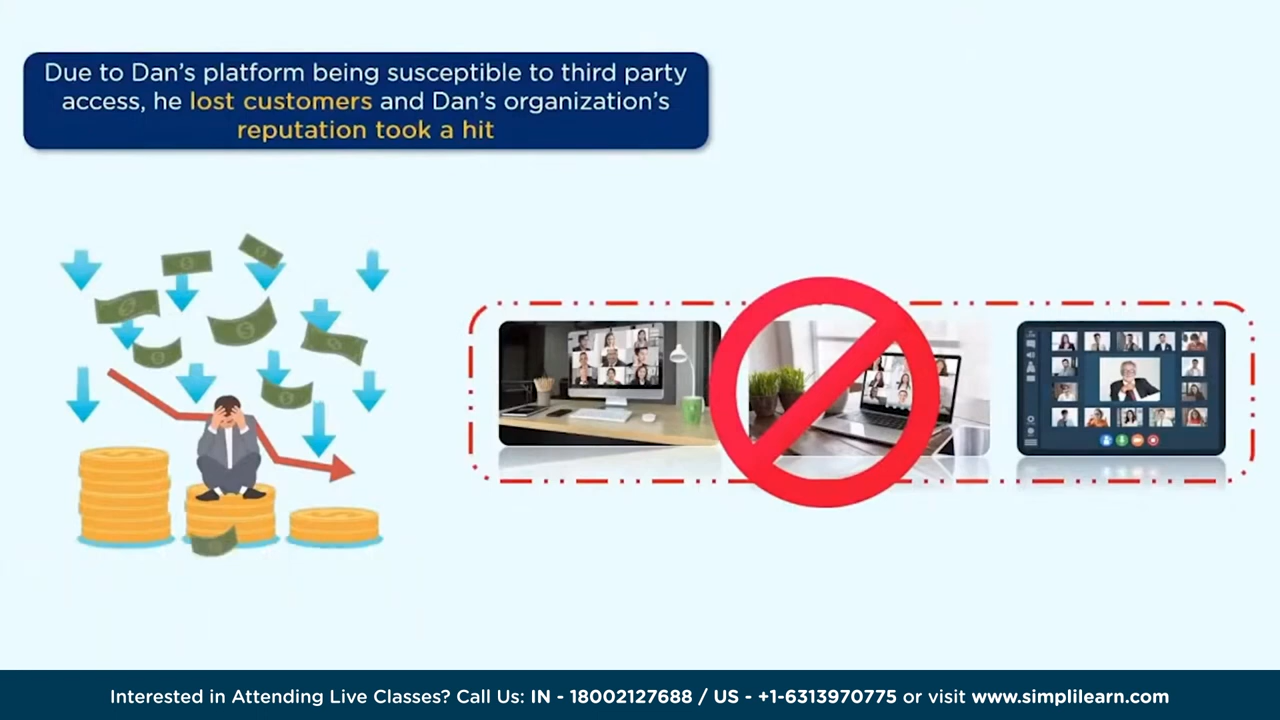 Due to Dan's platform being susceptible to third party
access, he lost customers and Dan's organization's
reputation took a hit
Interested in Attending Live Classes? Call Us: IN - 18002127688 / US - +1-6313970775 or visit www.simplilearn.com